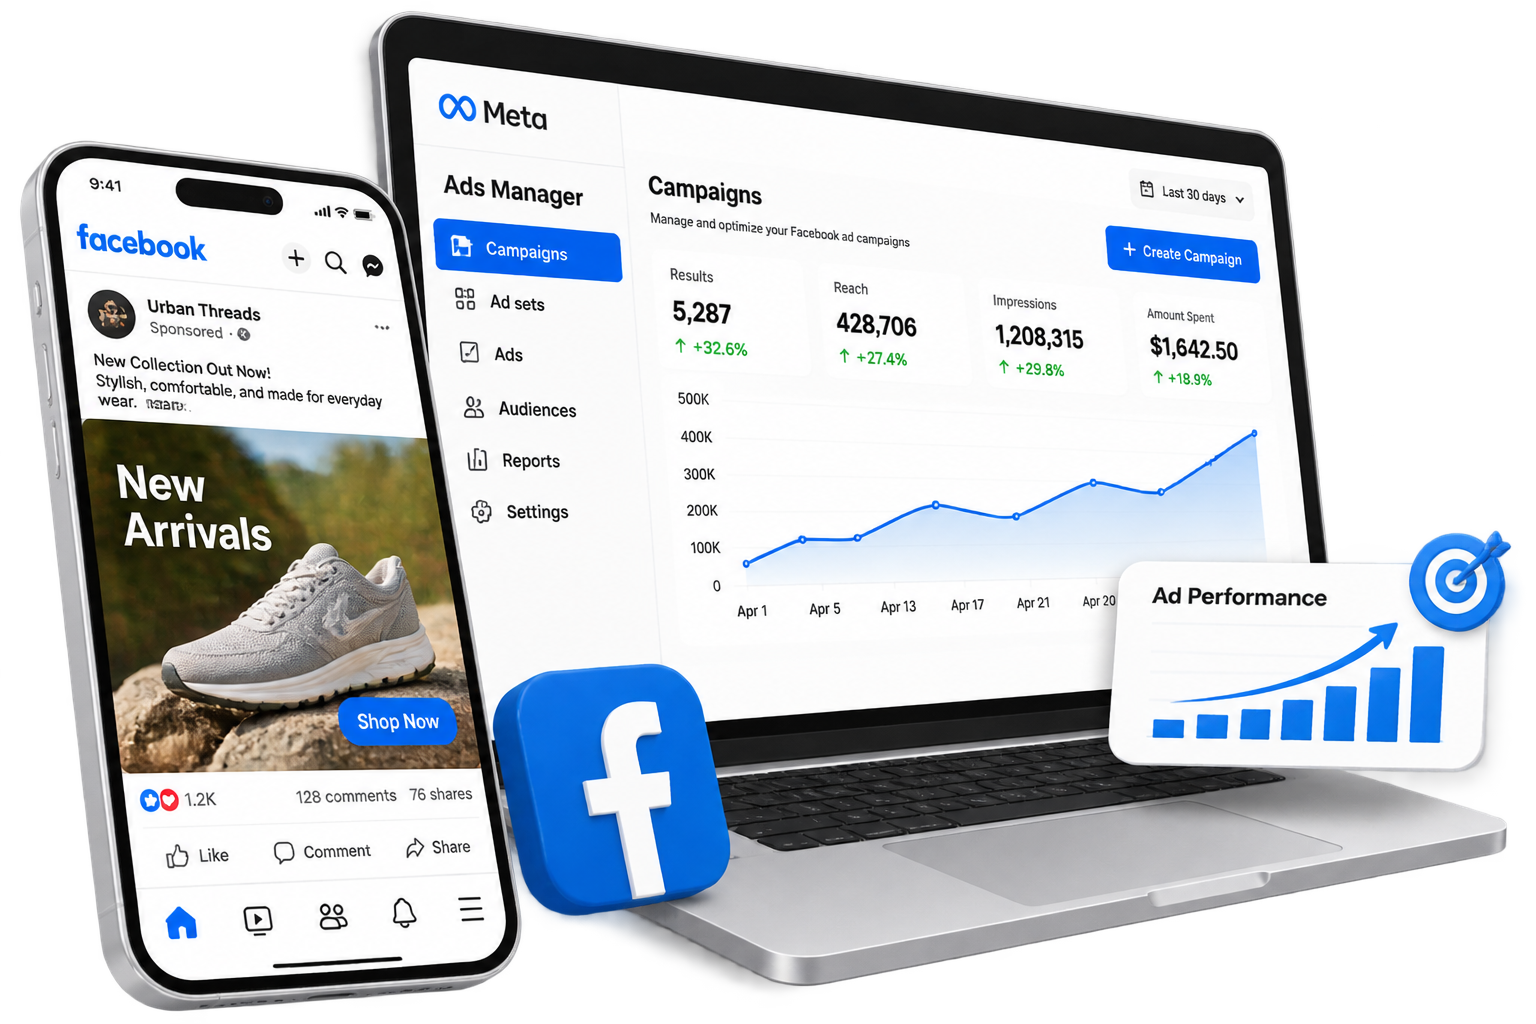 9:41
facebook
Urban Threads
Sponsored ·
New Collection Out Now!
Stylish, comfortable, and made for everyday
wear.
New
Arrivals
Shop Now
1.2K
128 comments 76 shares
Like
Comment
Share
Meta
Ads Manager
Campaigns
Ad sets
Ads
Audiences
Reports
Settings
Campaigns
Manage and optimize your Facebook ad campaigns
Last 30 days
+ Create Campaign
Results
5,287
↑ +32.6%
Reach
428,706
↑ +27.4%
Impressions
1,208,315
↑ +29.8%
Amount Spent
$1,642.50
↑ +18.9%
500K
400K
300K
200K
100K
0
Apr 1 Apr 5 Apr 13 Apr 17 Apr 21 Apr 20
f
Ad Performance